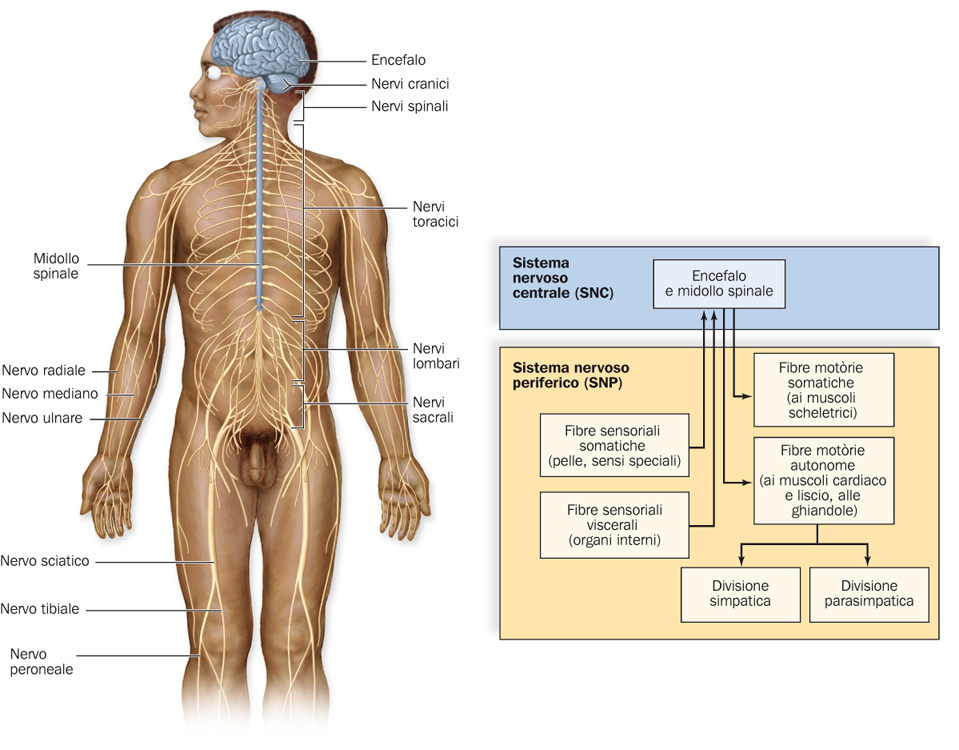 Encefalo
Nervi cranici
Nervi spinali
Nervi
toracici
Midollo
spinale
Nervi
lombari
Nervo radiale
Nervo mediano
Nervo ulnare
Nervi
sacrali
Nervo sciatico
Nervo tibiale
Nervo
peroneale
Sistema
nervoso
centrale (SNC)
Encefalo
e midollo spinale
Sistema nervoso
periferico (SNP)
Fibre motòrie
somatiche
(ai muscoli
scheletrici)
Fibre sensoriali
somatiche
(pelle, sensi speciali)
Fibre motòrie
autonome
(ai muscoli cardiaco
e liscio, alle
ghiandole)
Fibre sensoriali
viscerali
(organi interni)
Divisione
simpatica
Divisione
parasimpatica